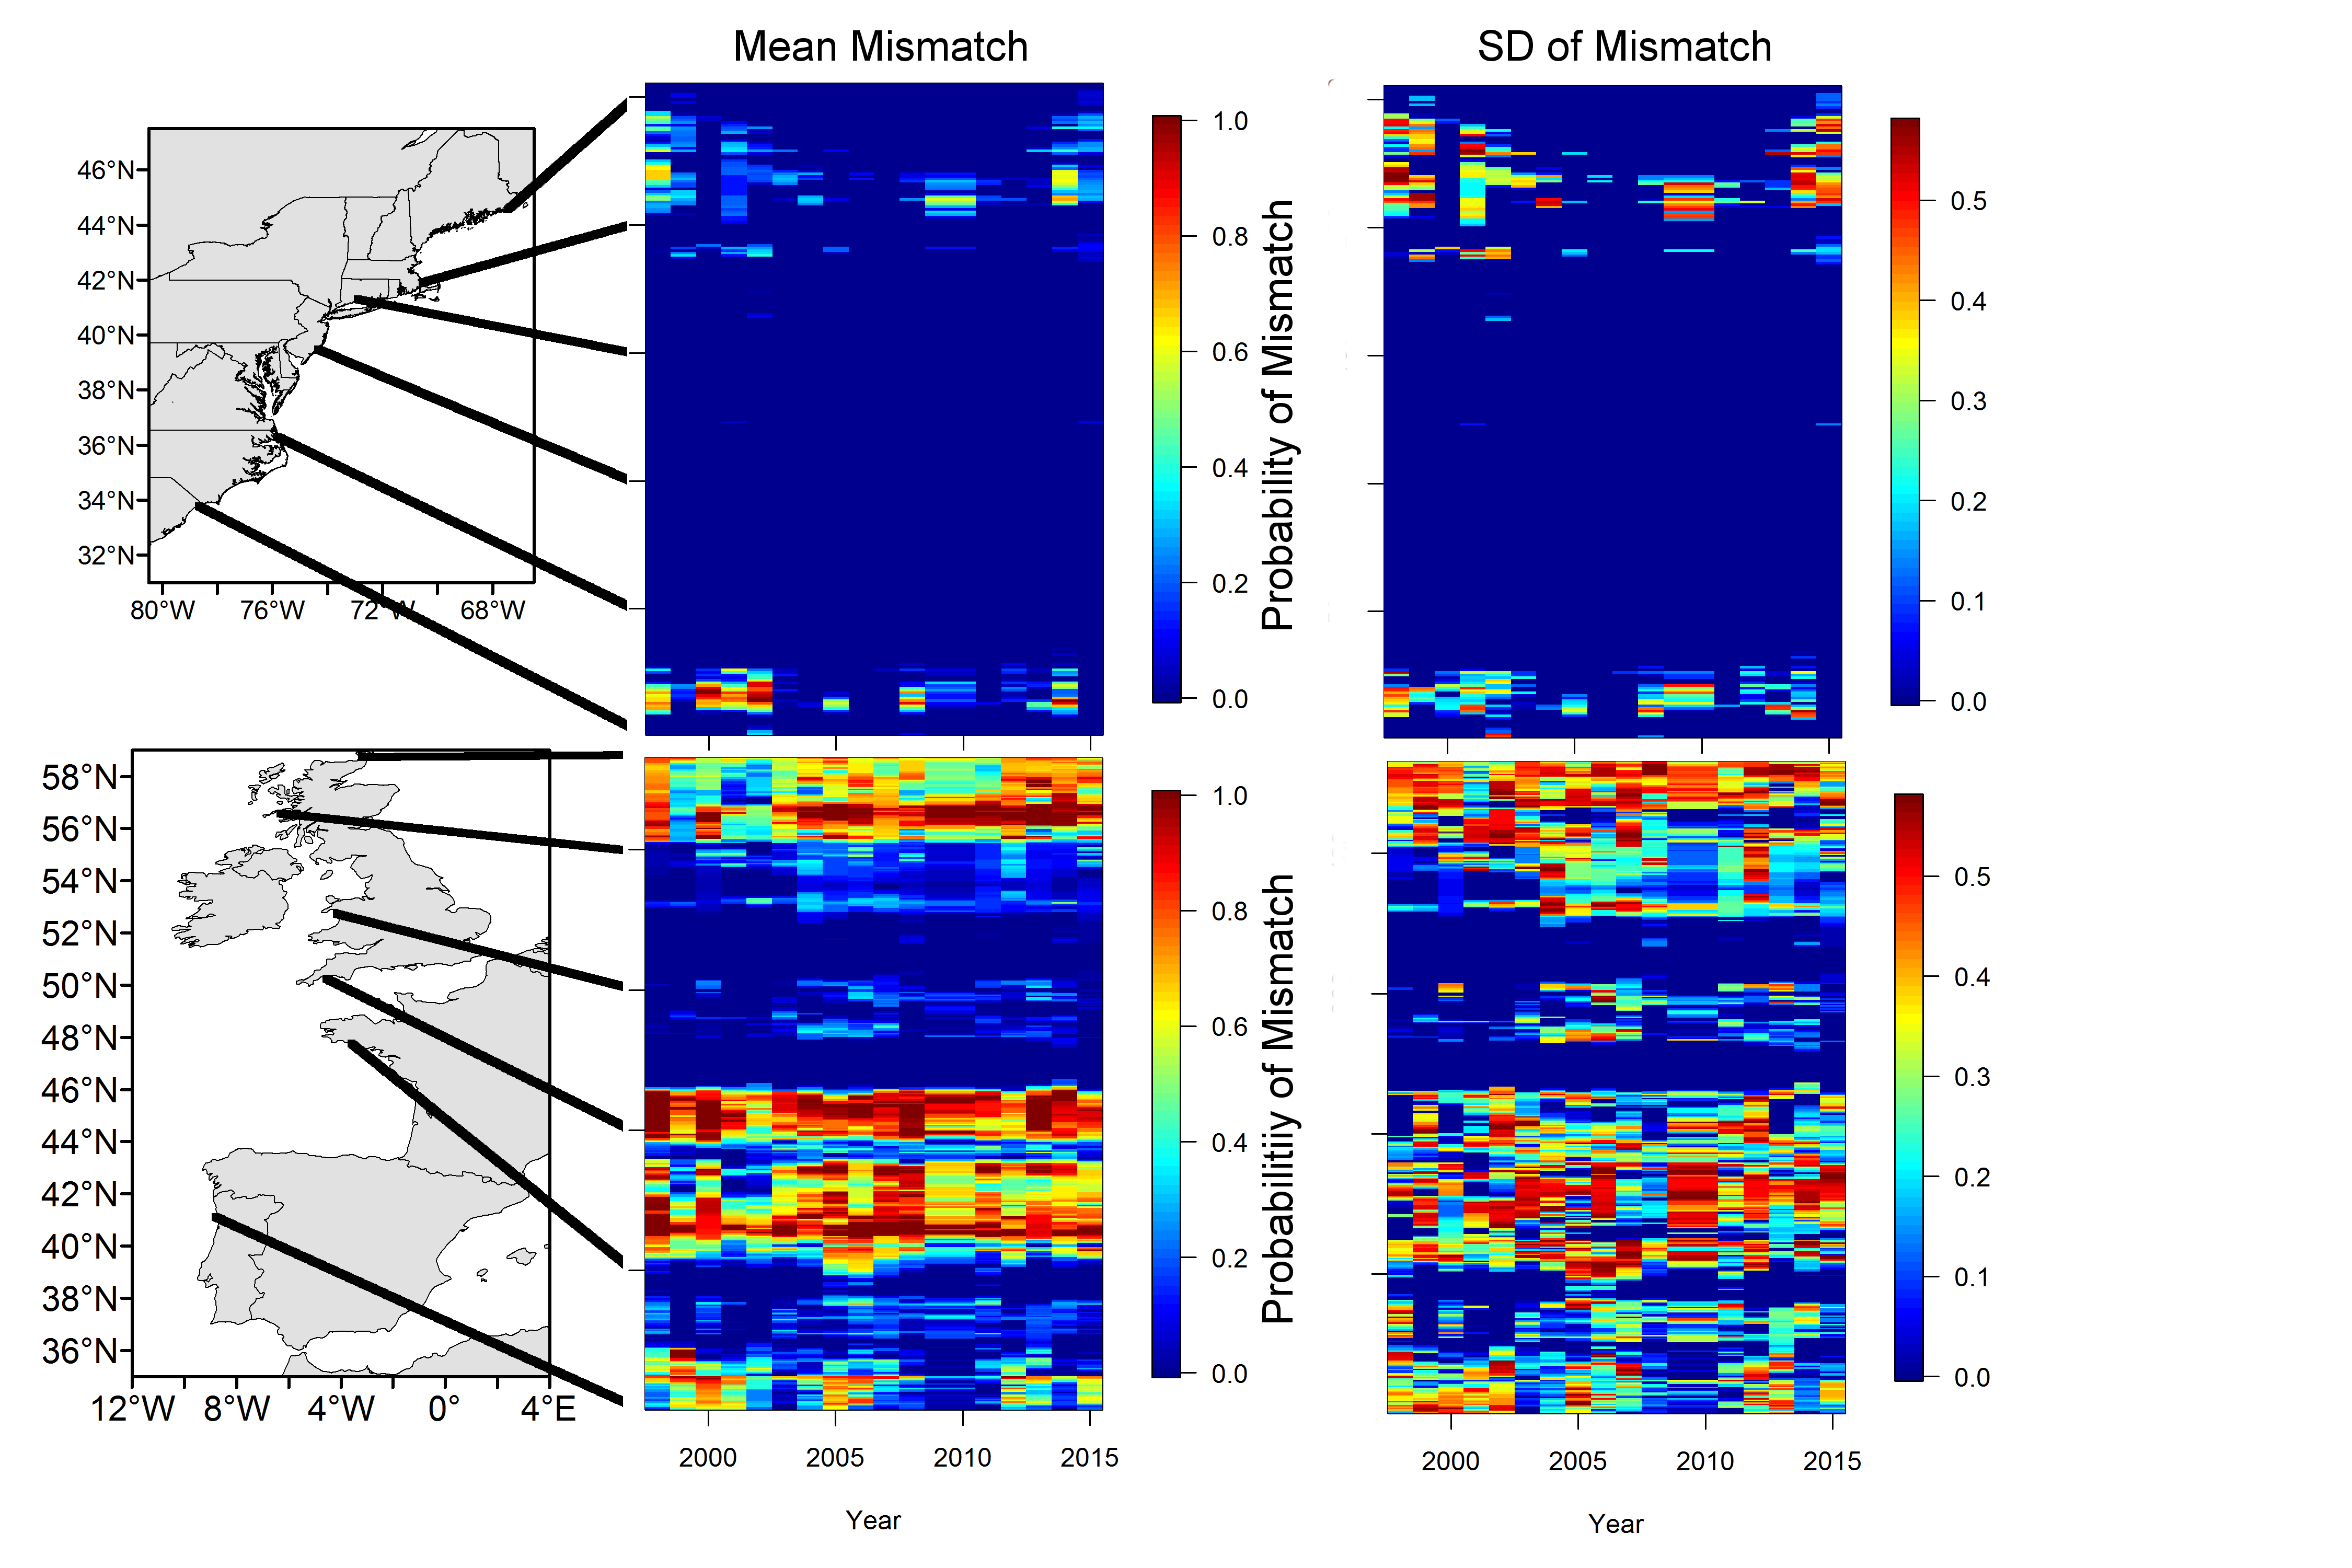 Mean Mismatch
SD of Mismatch
46°N
44°N
42°N
40°N
38°N
36°N
34°N
32°N
80°W
76°W
72°W
68°W
1.0
0.8
0.6
0.4
0.2
0.0
Probability of Mismatch
0.5
0.4
0.3
0.2
0.1
0.0
58°N
56°N
54°N
52°N
50°N
48°N
46°N
44°N
42°N
40°N
38°N
36°N
12°W
8°W
4°W
0°
4°E
1.0
0.8
0.6
0.4
0.2
0.0
Probabilitiy of Mismatch
0.5
0.4
0.3
0.2
0.1
0.0
2000
2005
2010
2015
Year
2000
2005
2010
2015
Year